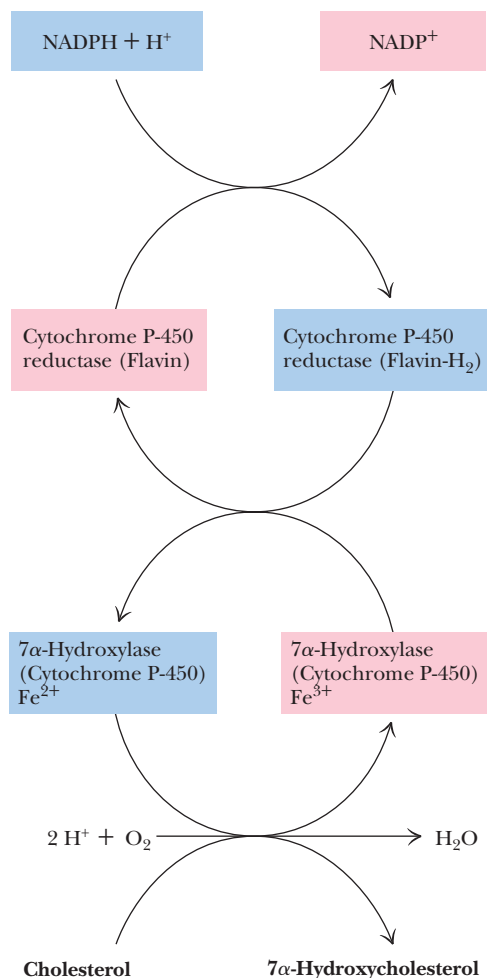 NADPH + H⁺
NADP⁺
Cytochrome P-450
reductase (Flavin)
Cytochrome P-450
reductase (Flavin-H₂)
7α-Hydroxylase
(Cytochrome P-450)
Fe²⁺
7α-Hydroxylase
(Cytochrome P-450)
Fe³⁺
2 H⁺ + O₂
H₂O
Cholesterol
7α-Hydroxycholesterol